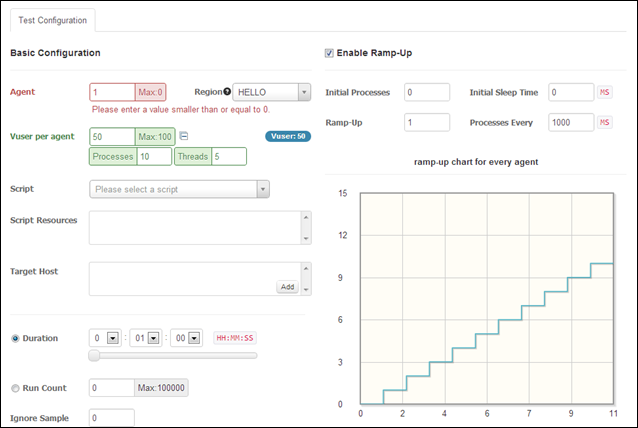 Test Configuration
Basic Configuration
Agent 1 Max:0 Region HELLO
Please enter a value smaller than or equal to 0.
Vuser per agent 50 Max:100 Vuser: 50
Processes 10 Threads 5
Script Please select a script
Script Resources
Target Host
Add
Duration 0 : 01 : 00 HH:MM:SS
Run Count 0 Max:100000
Ignore Sample 0
Enable Ramp-Up
Initial Processes 0 Initial Sleep Time 0 MS
Ramp-Up 1 Processes Every 1000 MS
ramp-up chart for every agent
15
12
9
6
3
0
0 2 4 6 7 9 11